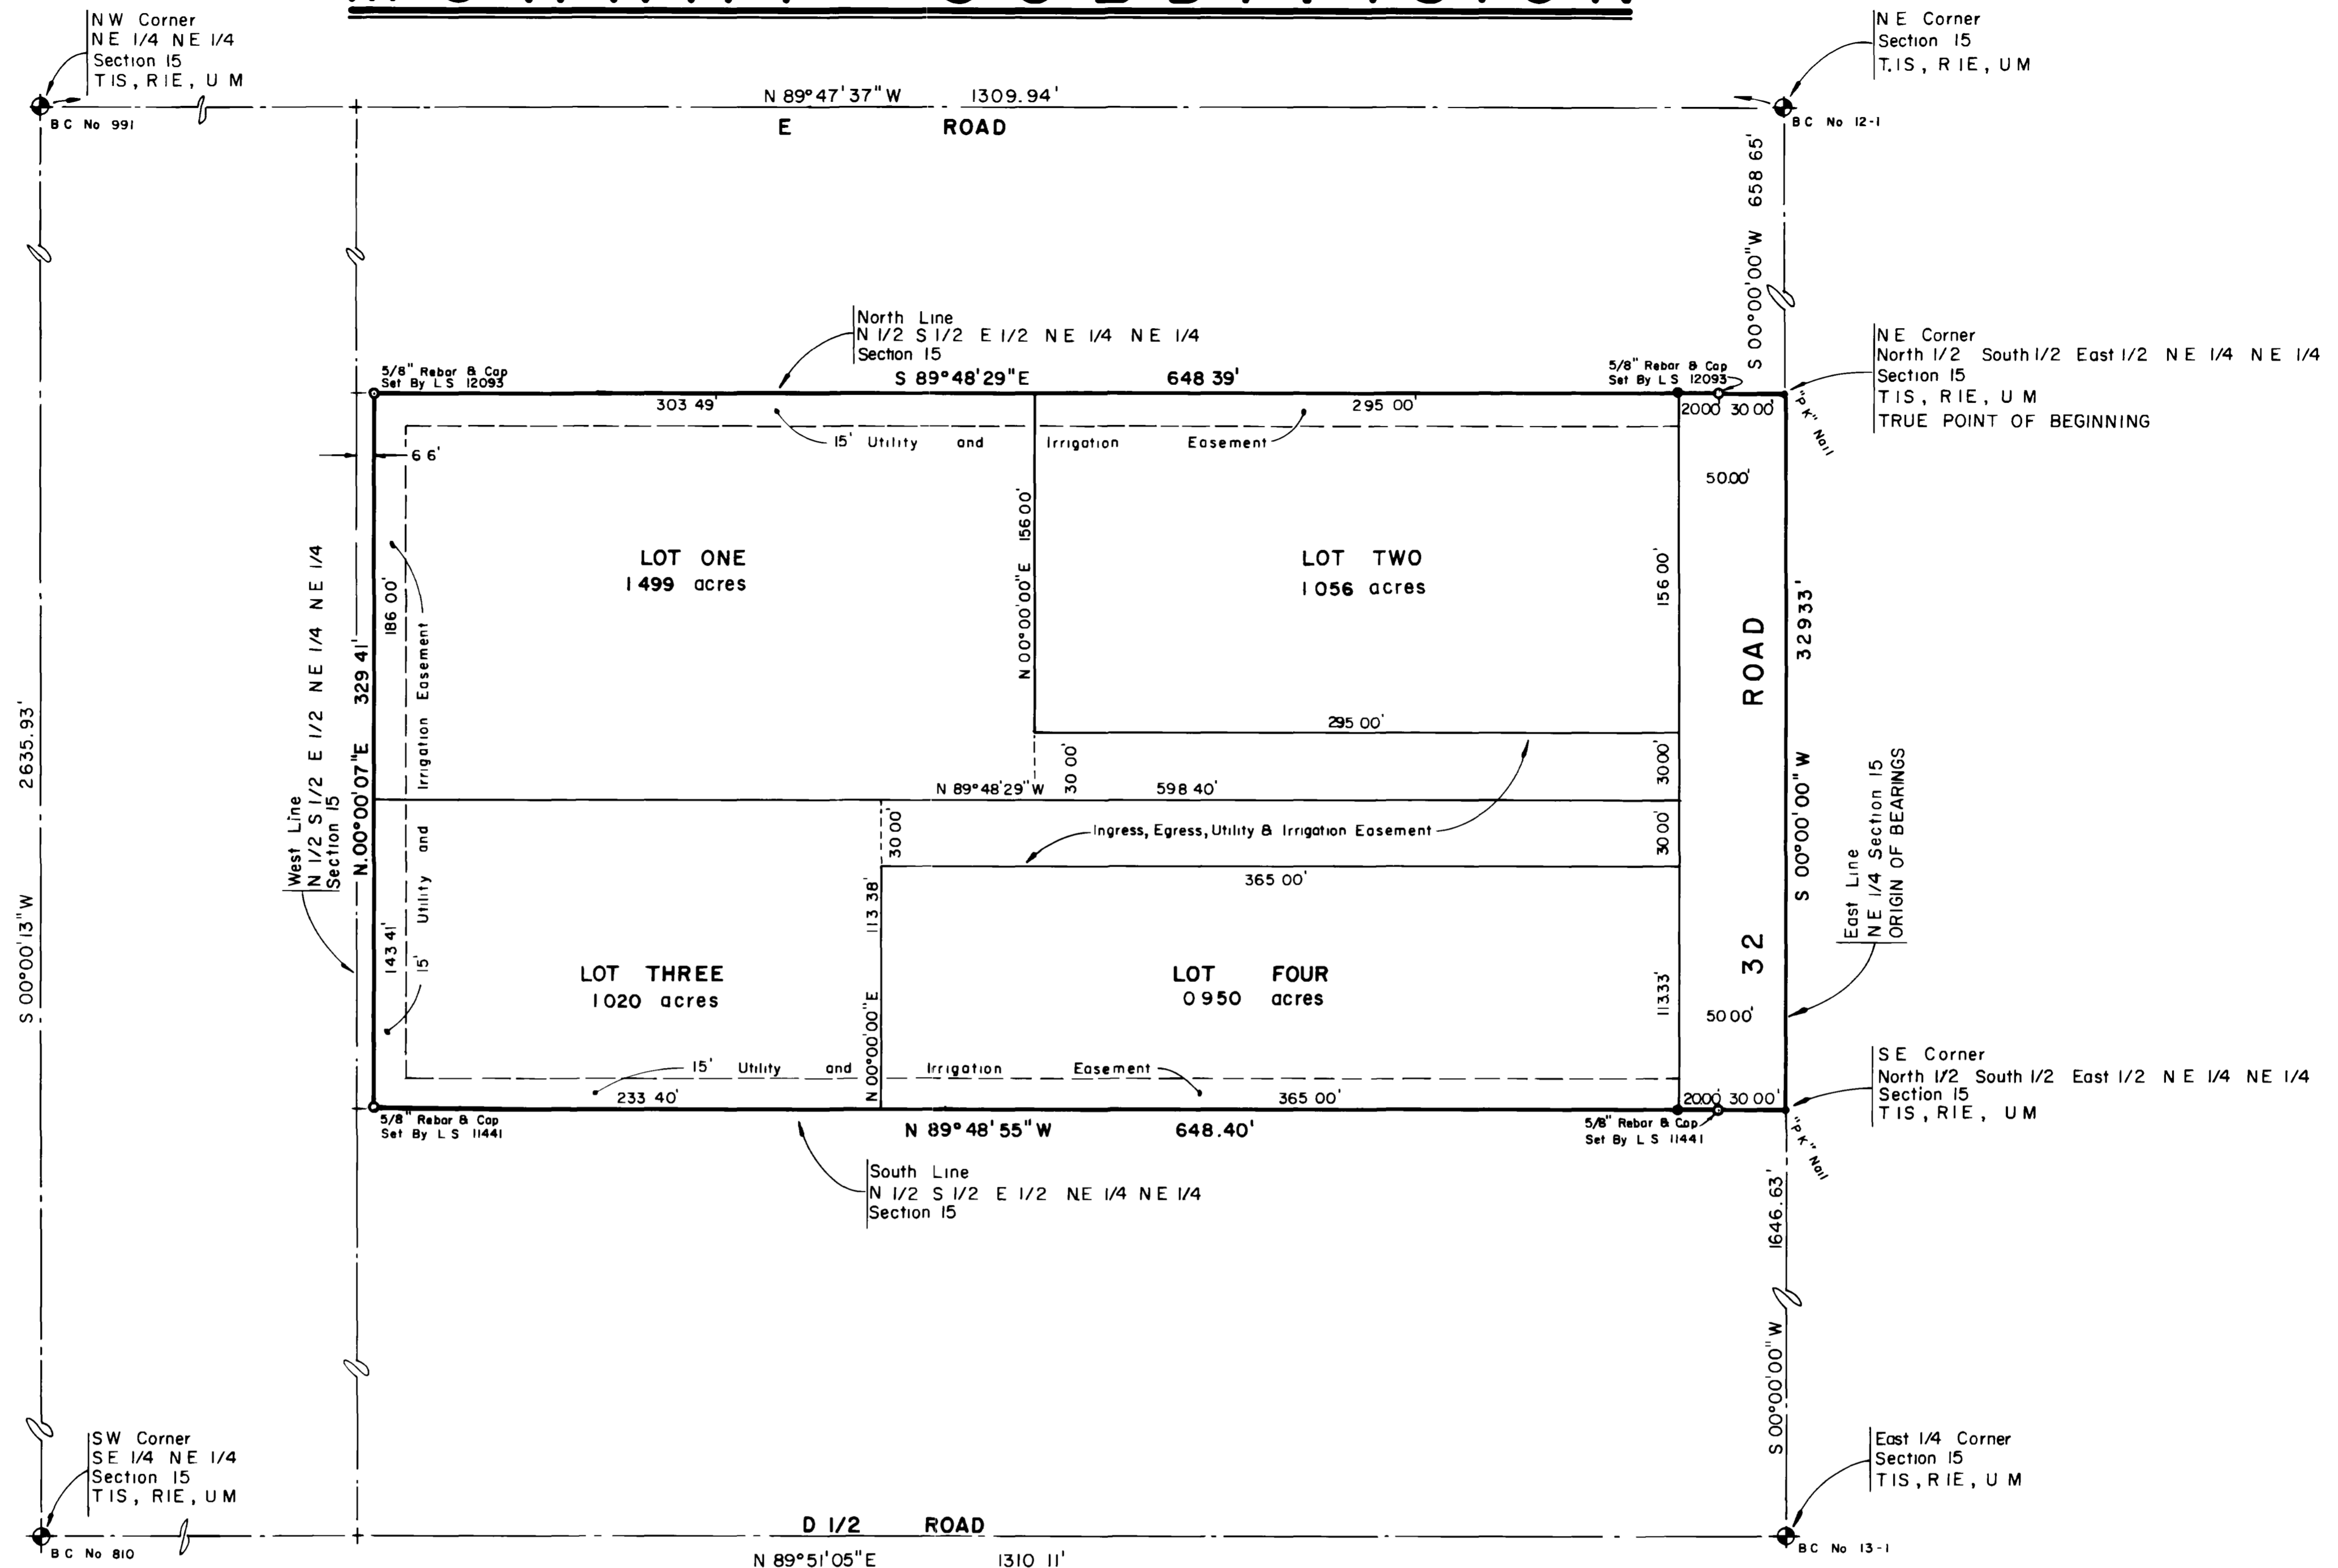 SUBDIVISION
NW Corner
NE 1/4 NE 1/4
Section 15
T1S, R1E, U M
BC No 991
N 89°47'37"W 1309.94'
E ROAD
NE Corner
Section 15
T.1S, R 1E, UM
BC No 12-1
S 00°00'00"W 658 65'
North Line
N 1/2 S 1/2 E 1/2 NE 1/4 NE 1/4
Section 15
S 89°48'29"E 648 39'
NE Corner
North 1/2 South 1/2 East 1/2 NE 1/4 NE 1/4
Section 15
T1S, R1E, U M
TRUE POINT OF BEGINNING
"PK" Nail
5/8" Rebar & Cap
Set By L S 12093
5/8" Rebar & Cap
Set By L S 12093
303 49'
295 00'
20 00' 30 00'
15' Utility and Irrigation Easement
6 6'
50.00'
N 00°00'00"E 156 00'
LOT ONE
1 499 acres
LOT TWO
1 056 acres
156 00'
186 00'
15' Utility and Irrigation Easement
143 41'
West Line
N 1/2 S 1/2 E 1/2 NE 1/4 NE 1/4
Section 15
N.00°00'07"E 329 41'
S 00°00'13"W 2635.93'
295 00'
30 00'
30 00'
N 89°48'29"W 598 40'
30 00'
30 00'
Ingress, Egress, Utility & Irrigation Easement
365 00'
N 00°00'00"E 113 38'
113.33'
32 ROAD
50 00'
S 00°00'00"W 329 33'
East Line
NE 1/4 Section 15
ORIGIN OF BEARINGS
LOT THREE
1 020 acres
LOT FOUR
0 950 acres
15' Utility and Irrigation Easement
233 40'
365 00'
20 00' 30 00'
5/8" Rebar & Cap
Set By L S 11441
N 89°48'55"W 648.40'
5/8" Rebar & Cap
Set By L S 11441
SE Corner
North 1/2 South 1/2 East 1/2 NE 1/4 NE 1/4
Section 15
T1S, R1E, UM
"PK" Nail
South Line
N 1/2 S 1/2 E 1/2 NE 1/4 NE 1/4
Section 15
S 00°00'00"W 1646.63'
SW Corner
SE 1/4 NE 1/4
Section 15
T1S, R1E, U M
BC No 810
D 1/2 ROAD
N 89°51'05"E 1310 11'
East 1/4 Corner
Section 15
T1S, R 1E, U M
BC No 13-1